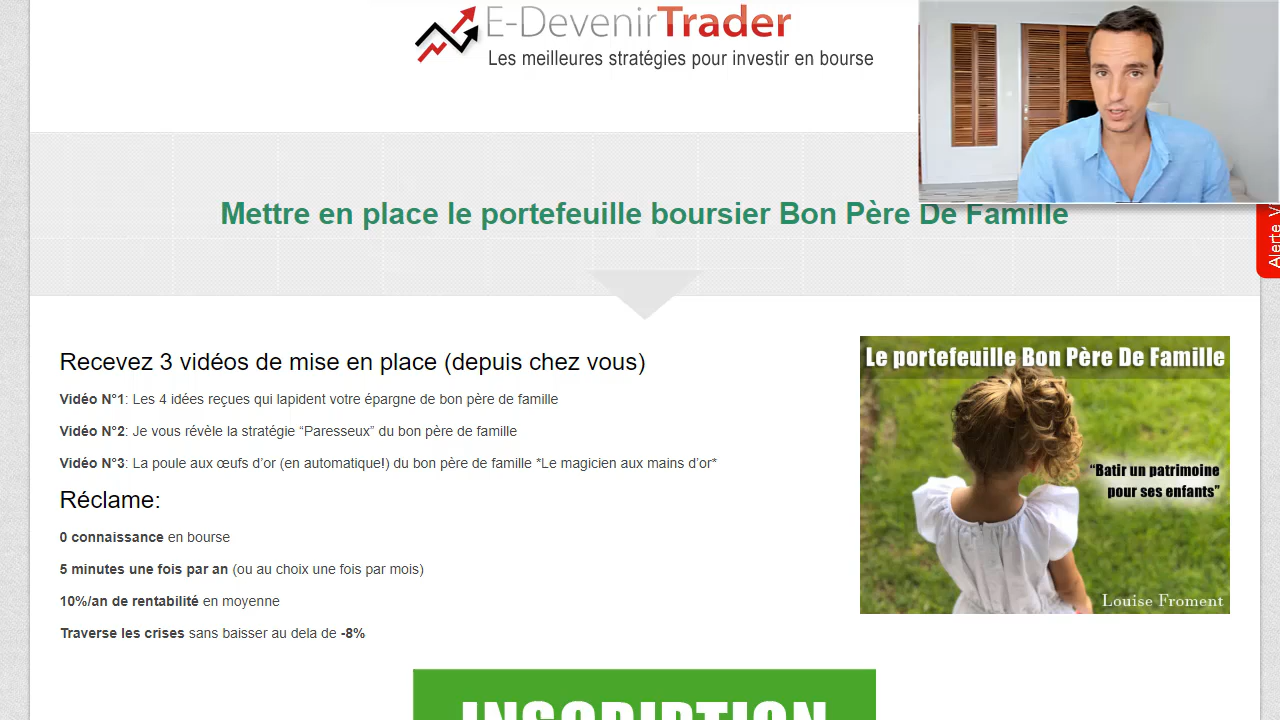 E-DevenirTrader
Les meilleures stratégies pour investir en bourse
Mettre en place le portefeuille boursier Bon Père De Famille
Alerte
Recevez 3 vidéos de mise en place (depuis chez vous)
Vidéo N°1: Les 4 idées reçues qui lapident votre épargne de bon père de famille
Vidéo N°2: Je vous révèle la stratégie “Paresseux” du bon père de famille
Vidéo N°3: La poule aux œufs d’or (en automatique!) du bon père de famille *Le magicien aux mains d’or*
Réclame:
0 connaissance en bourse
5 minutes une fois par an (ou au choix une fois par mois)
10%/an de rentabilité en moyenne
Traverse les crises sans baisser au dela de -8%
Le portefeuille Bon Père De Famille
“Batir un patrimoine
pour ses enfants”
Louise Froment
INSCRIPTION